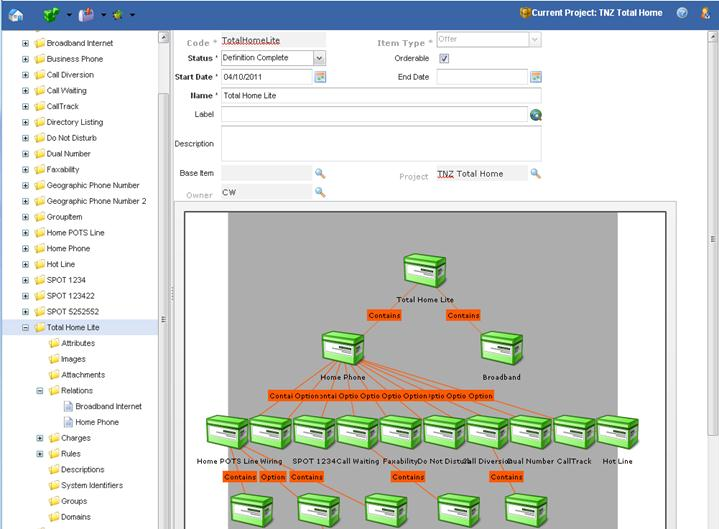 Current Project: TNZ Total Home
Broadband Internet
Business Phone
Call Diversion
Call Waiting
CallTrack
Directory Listing
Do Not Disturb
Dual Number
Faxability
Geographic Phone Number
Geographic Phone Number 2
GroupItem
Home POTS Line
Home Phone
Hot Line
SPOT 1234
SPOT 123422
SPOT 5252552
Total Home Lite
Attributes
Images
Attachments
Relations
Broadband Internet
Home Phone
Charges
Rules
Descriptions
System Identifiers
Groups
Domains
Code * TotalHomeLite Item Type * Offer
Status * Definition Complete Orderable
Start Date * 04/10/2011 End Date
Name * Total Home Lite
Label
Description
Base Item Project TNZ Total Home
Owner CW
Total Home Lite
Contains Contains
Home Phone Broadband
Contai Option ontai Optio Optio Optio Optio Option
Home POTS Line Wiring SPOT 1234 Call Waiting Faxability Do Not Distu Call Diversio Dual Number CallTrack Hot Line
Contains Option Contains Contains Contains